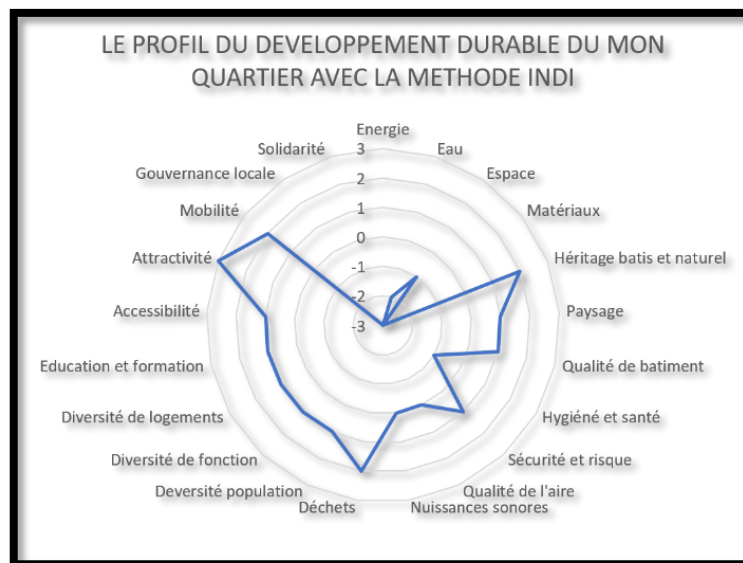 LE PROFIL DU DEVELOPPEMENT DURABLE DU MON
QUARTIER AVEC LA METHODE INDI
Energie
Eau
Espace
Matériaux
Héritage batis et naturel
Paysage
Qualité de batiment
Hygiéné et santé
Sécurité et risque
Qualité de l'aire
Nuissances sonores
Déchets
Deversité population
Diversité de fonction
Diversité de logements
Education et formation
Accessibilité
Attractivité
Mobilité
Gouvernance locale
Solidarité
3
2
1
0
-1
-2
-3